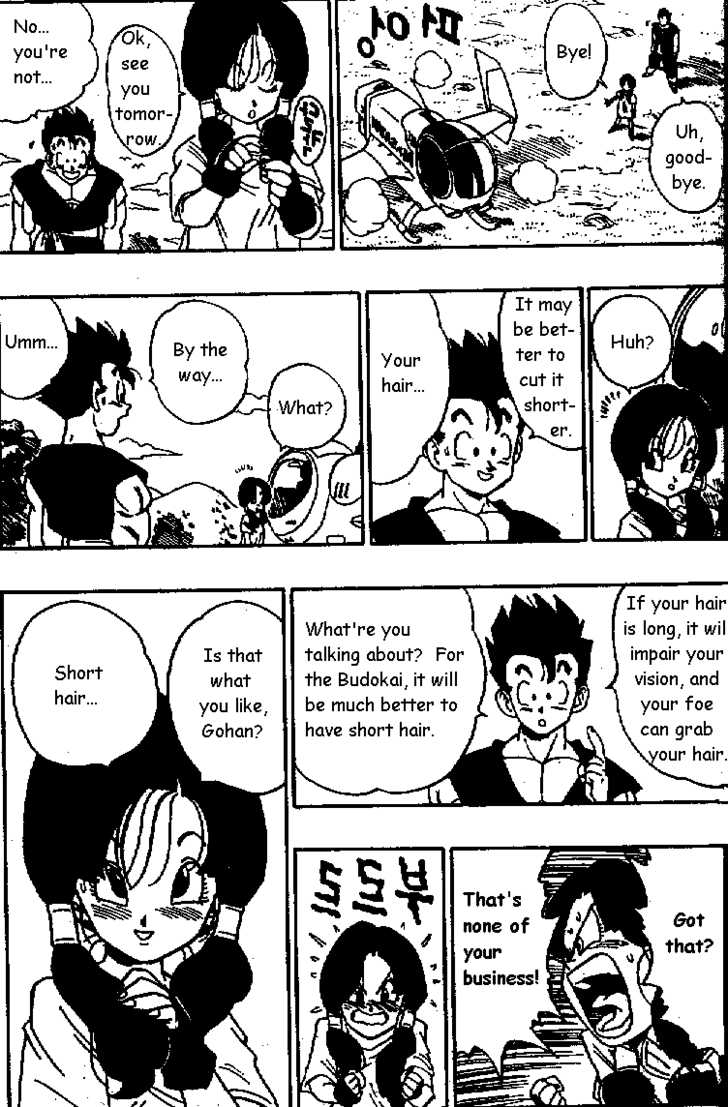 No...
you're
not...
Ok,
see
you
tomor-
row.
Bye!
Uh,
good-
bye.
Umm...
By the
way...
What?
Your
hair...
It may
be bet-
ter to
cut it
short-
er.
Huh?
Short
hair...
Is that
what
you like,
Gohan?
What're you
talking about? For
the Budokai, it will
be much better to
have short hair.
If your hair
is long, it wil
impair your
vision, and
your foe
can grab
your hair.
That's
none of
your
business!
Got
that?